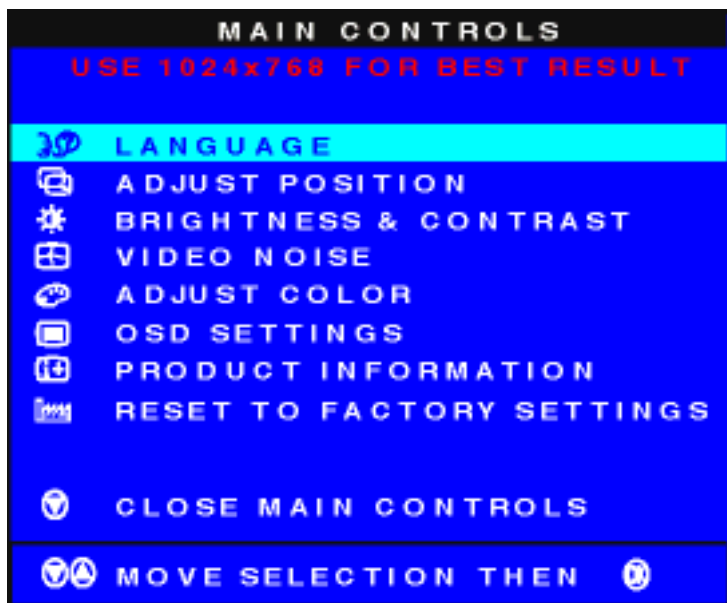 MAIN CONTROLS
USE 1024x768 FOR BEST RESULT
LANGUAGE
ADJUST POSITION
BRIGHTNESS & CONTRAST
VIDEO NOISE
ADJUST COLOR
OSD SETTINGS
PRODUCT INFORMATION
RESET TO FACTORY SETTINGS
CLOSE MAIN CONTROLS
MOVE SELECTION THEN OK